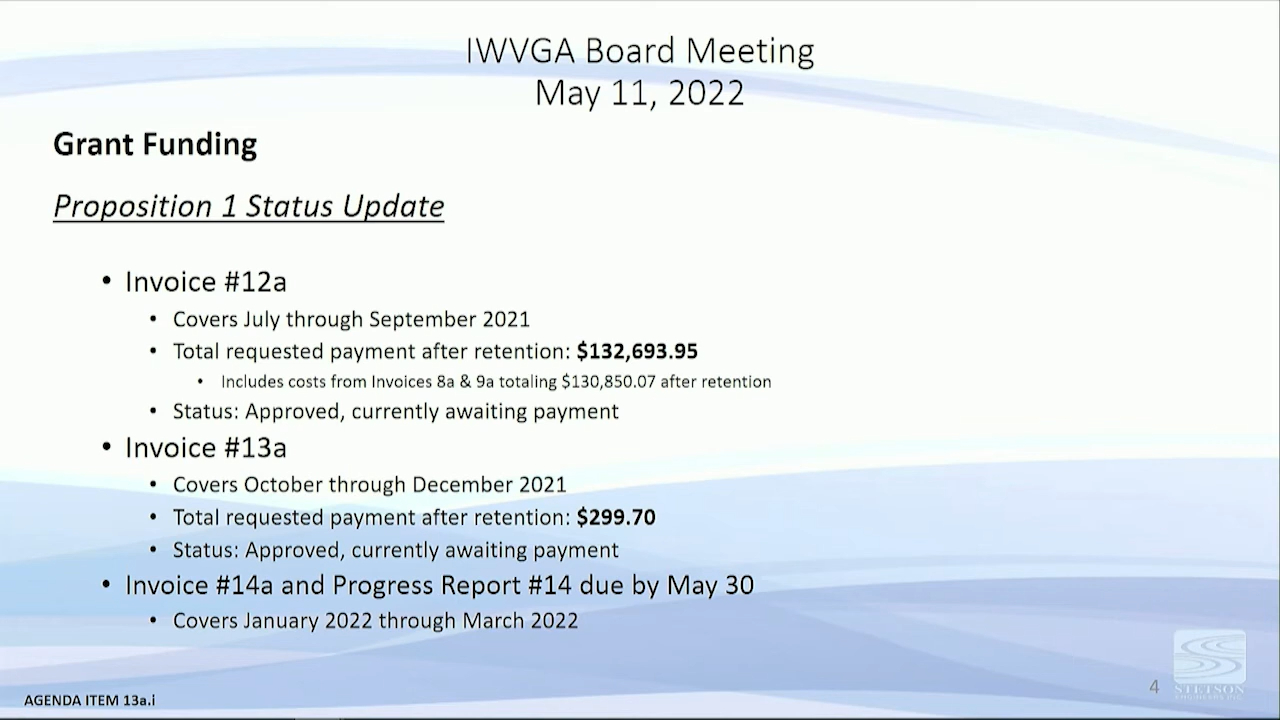 IWVGA Board Meeting
May 11, 2022
Grant Funding
Proposition 1 Status Update
• Invoice #12a
• Covers July through September 2021
• Total requested payment after retention: $132,693.95
• Includes costs from Invoices 8a & 9a totaling $130,850.07 after retention
• Status: Approved, currently awaiting payment
• Invoice #13a
• Covers October through December 2021
• Total requested payment after retention: $299.70
• Status: Approved, currently awaiting payment
• Invoice #14a and Progress Report #14 due by May 30
• Covers January 2022 through March 2022
AGENDA ITEM 13a.i
4
STETSON
ENGINEERS INC.